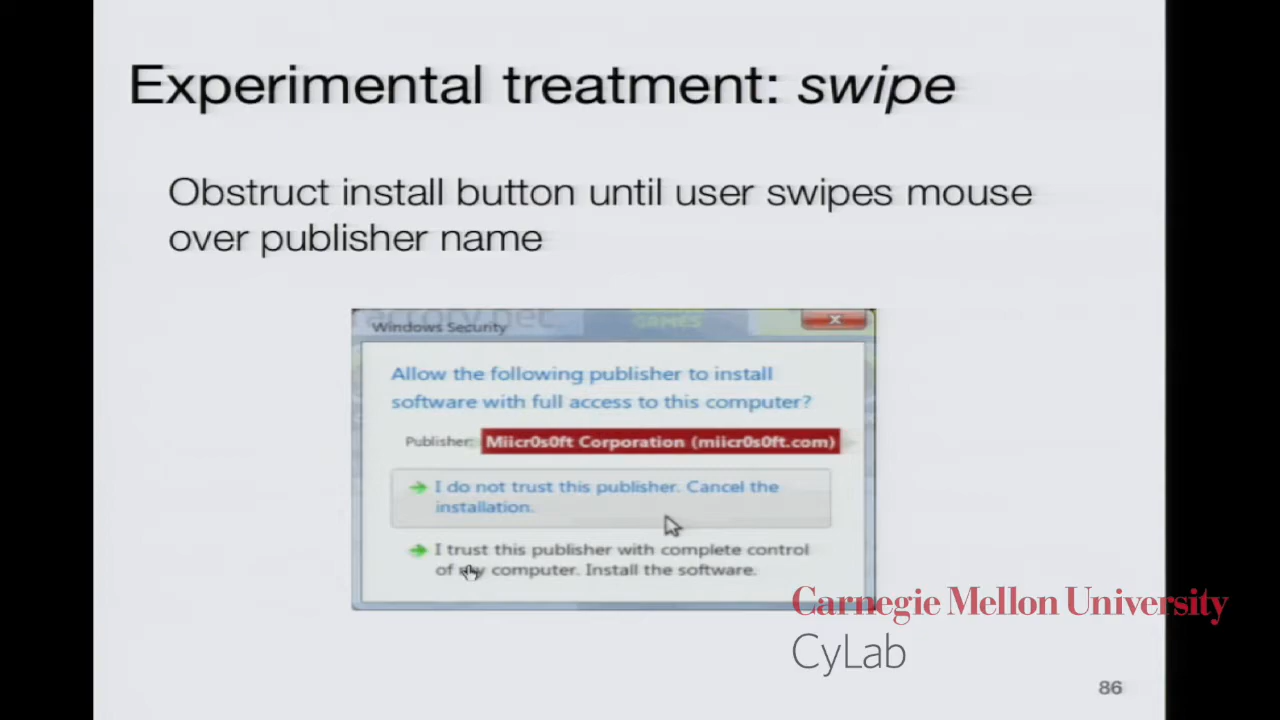 Experimental treatment: swipe
Obstruct install button until user swipes mouse
over publisher name
GAMES
Windows Security
Allow the following publisher to install
software with full access to this computer?
Publisher: Miicr0s0ft Corporation (miicr0s0ft.com)
I do not trust this publisher. Cancel the
installation.
I trust this publisher with complete control
of my computer. Install the software.
Carnegie Mellon University
CyLab
86